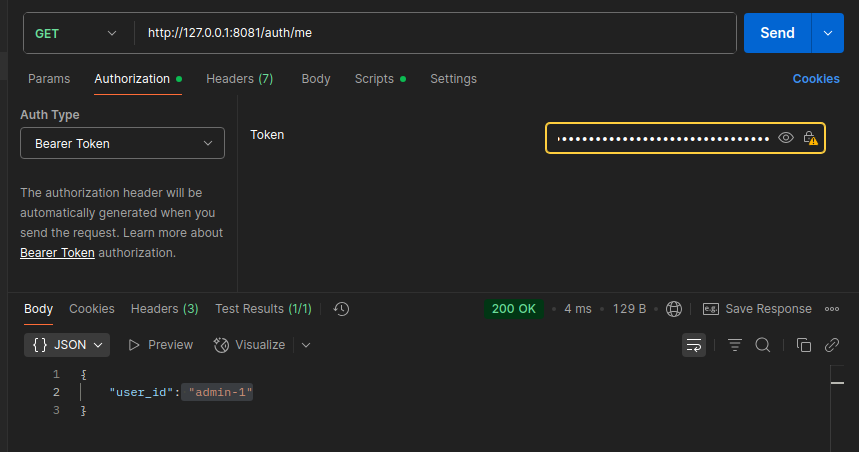 GET http://127.0.0.1:8081/auth/me Send
Params Authorization Headers (7) Body Scripts Settings Cookies
Auth Type
Bearer Token
Token
The authorization header will be
automatically generated when you
send the request. Learn more about
Bearer Token authorization.
Body Cookies Headers (3) Test Results (1/1) 200 OK • 4 ms • 129 B • e.g. Save Response
{} JSON Preview Visualize
1 {
2 "user_id": "admin-1"
3 }